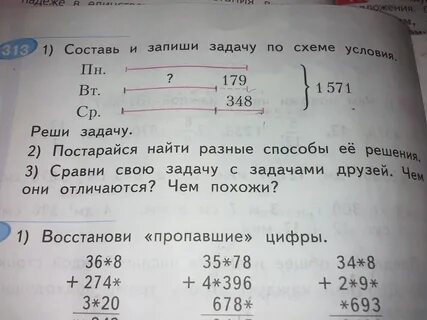 313 1) Составь и запиши задачу по схеме условия.
Пн.
? 179
Вт. 1 571
348
Ср.
Реши задачу.
2) Постарайся найти разные способы её решения.
3) Сравни свою задачу с задачами друзей. Чем
они отличаются? Чем похожи?
1) Восстанови «пропавшие» цифры.
36*8 35*78 34*8
+ 274* + 4*396 + 2*9*
3*20 678* *693